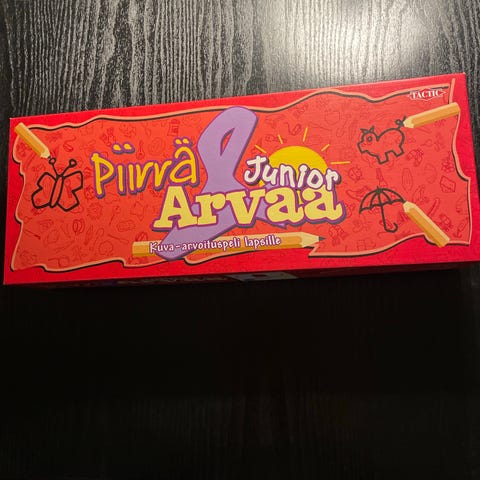 TACTIC
Piirrä
&
Junior
Arvaa
Kuva-arvoituspeli lapsille